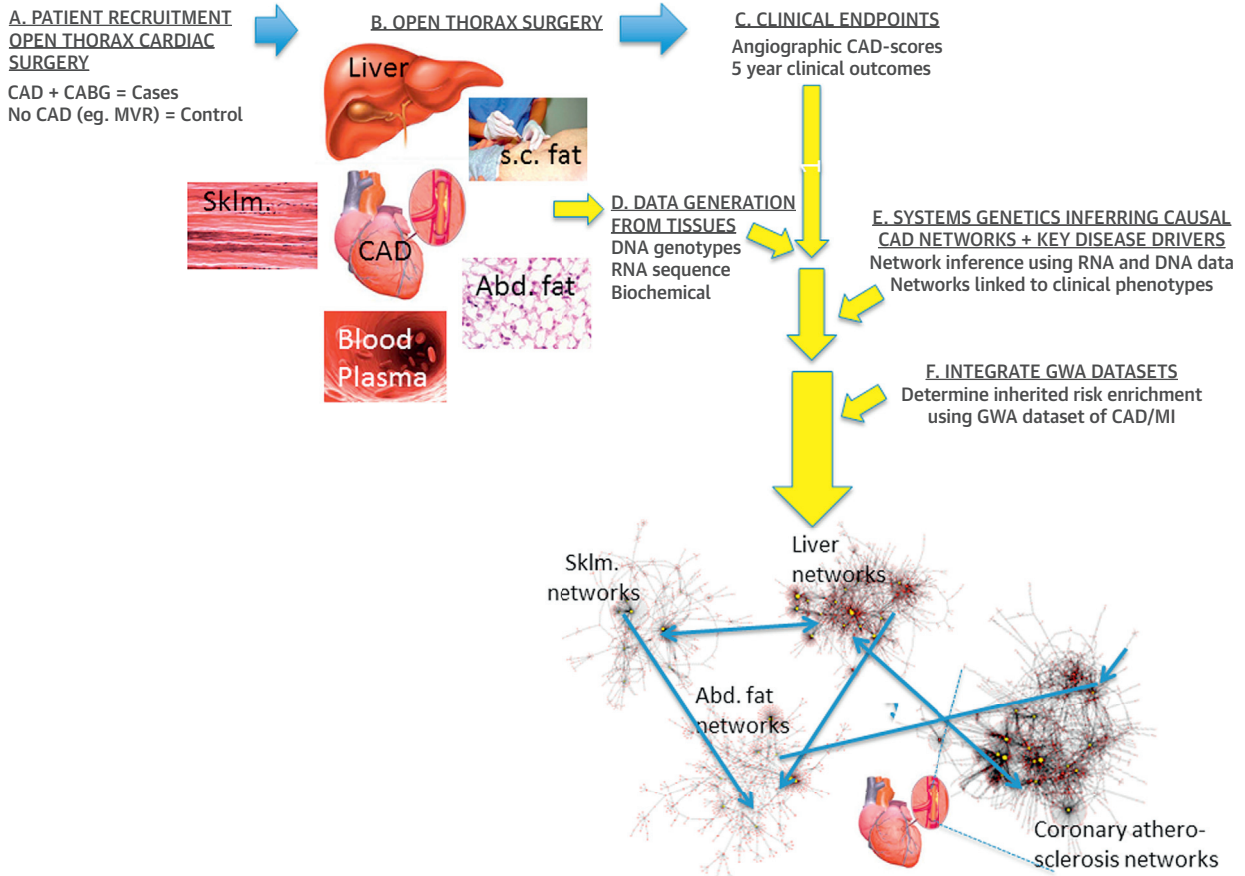 A. PATIENT RECRUITMENT
OPEN THORAX CARDIAC
SURGERY
CAD + CABG = Cases
No CAD (eg. MVR) = Control
B. OPEN THORAX SURGERY
Liver
s.c. fat
Sklm.
CAD
Abd. fat
Blood
Plasma
C. CLINICAL ENDPOINTS
Angiographic CAD-scores
5 year clinical outcomes
D. DATA GENERATION
FROM TISSUES
DNA genotypes
RNA sequence
Biochemical
E. SYSTEMS GENETICS INFERRING CAUSAL
CAD NETWORKS + KEY DISEASE DRIVERS
Network inference using RNA and DNA data
Networks linked to clinical phenotypes
F. INTEGRATE GWA DATASETS
Determine inherited risk enrichment
using GWA dataset of CAD/MI
Sklm.
networks
Liver
networks
Abd. fat
networks
Coronary athero-
sclerosis networks